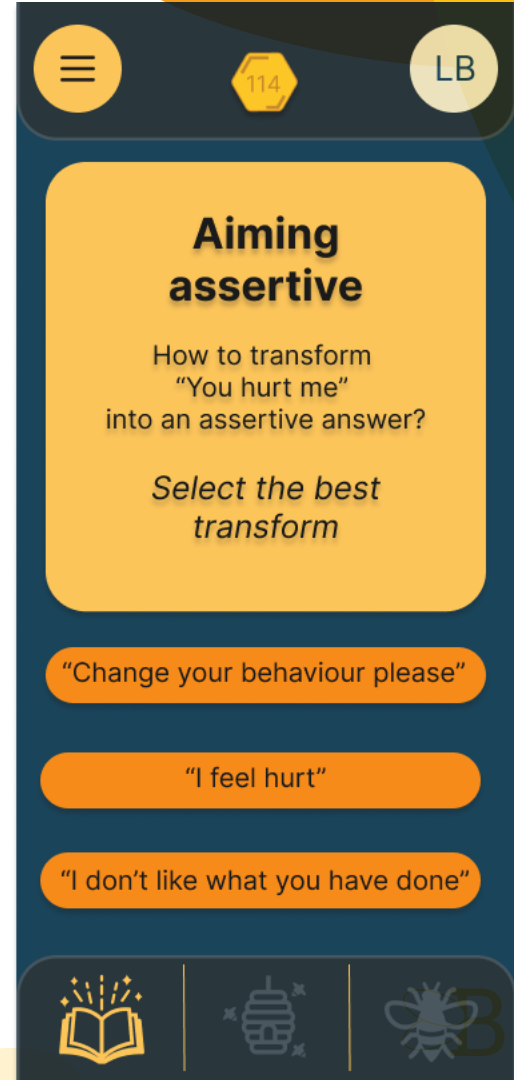 114
LB
Aiming
assertive
How to transform
“You hurt me”
into an assertive answer?
Select the best
transform
“Change your behaviour please”
“I feel hurt”
“I don’t like what you have done”
B